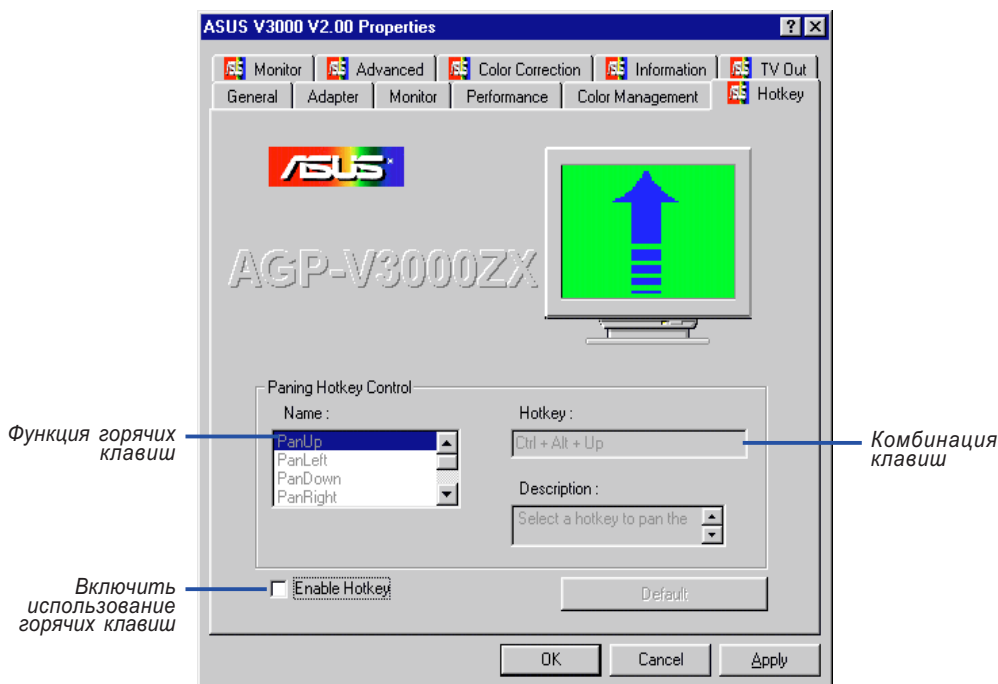 ASUS V3000 V2.00 Properties
Monitor Advanced Color Correction Information TV Out
General Adapter Monitor Performance Color Management Hotkey
ASUS
AGP-V3000ZX
Paning Hotkey Control
Name :
Hotkey :
Функция горячих
клавиш
PanUp
PanLeft
PanDown
PanRight
Ctrl + Alt + Up
Комбинация
клавиш
Description :
Select a hotkey to pan the
Включить
использование
горячих клавиш
Enable Hotkey
Default
OK Cancel Apply